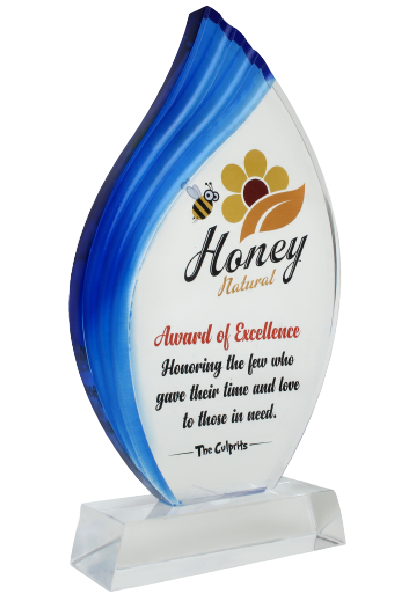 Honey
Natural
Award of Excellence
Honoring the few who
gave their time and love
to those in need.
The Culprits